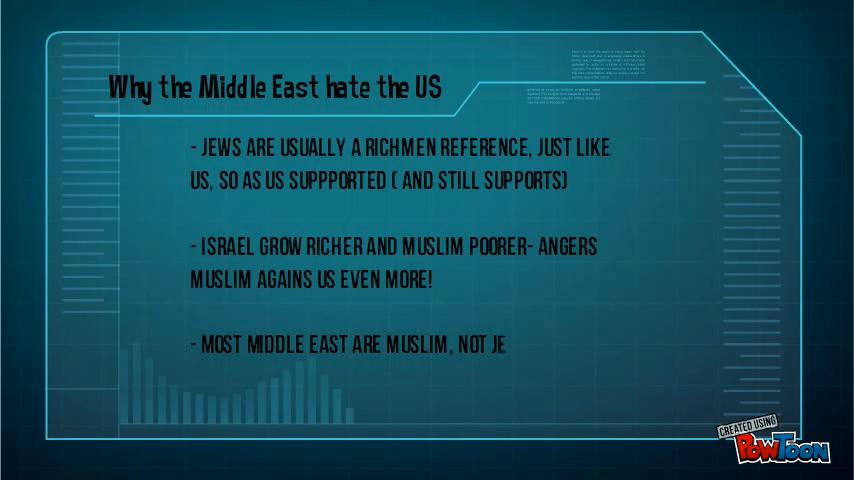 Why the Middle East hate the US
- JEWS ARE USUALLY A RICHMEN REFERENCE, JUST LIKE
US, SO AS US SUPPPORTED ( AND STILL SUPPORTS)
- ISRAEL GROW RICHER AND MUSLIM POORER- ANGERS
MUSLIM AGAINS US EVEN MORE!
- MOST MIDDLE EAST ARE MUSLIM, NOT JE
CREATED USING
POWTOON